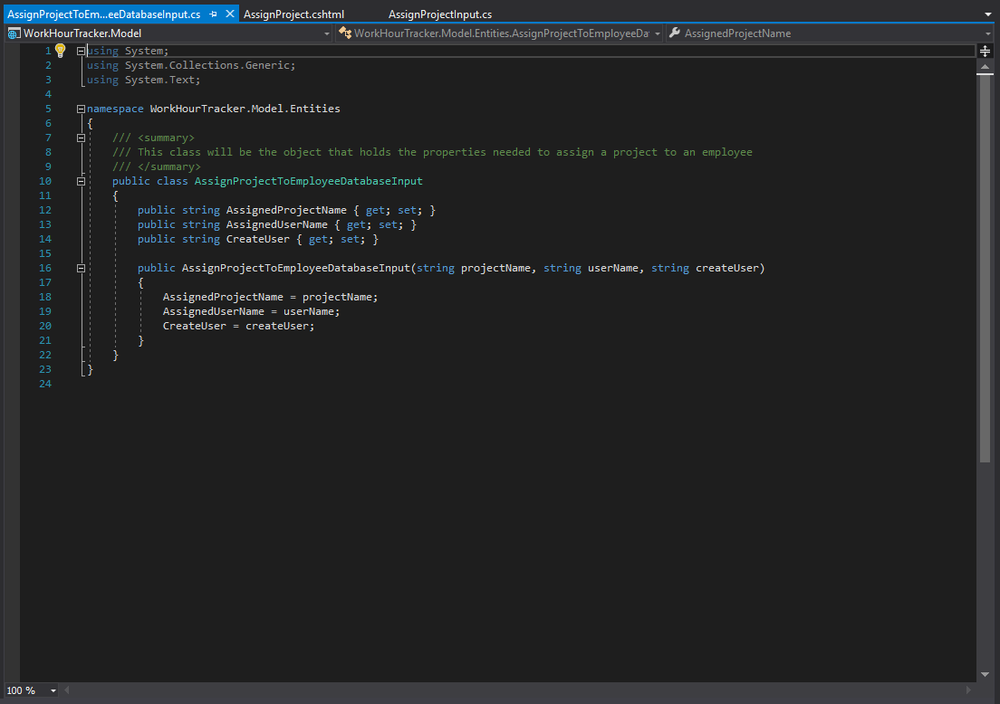 AssignProjectToEm...eeDatabaseInput.cs AssignProject.cshtml AssignProjectInput.cs
WorkHourTracker.Model WorkHourTracker.Model.Entities.AssignProjectToEmployeeDa AssignedProjectName
1 using System;
2 using System.Collections.Generic;
3 using System.Text;
4
5 namespace WorkHourTracker.Model.Entities
6 {
7 /// <summary>
8 /// This class will be the object that holds the properties needed to assign a project to an employee
9 /// </summary>
10 public class AssignProjectToEmployeeDatabaseInput
11 {
12 public string AssignedProjectName { get; set; }
13 public string AssignedUserName { get; set; }
14 public string CreateUser { get; set; }
15
16 public AssignProjectToEmployeeDatabaseInput(string projectName, string userName, string createUser)
17 {
18 AssignedProjectName = projectName;
19 AssignedUserName = userName;
20 CreateUser = createUser;
21 }
22 }
23 }
24
100 %